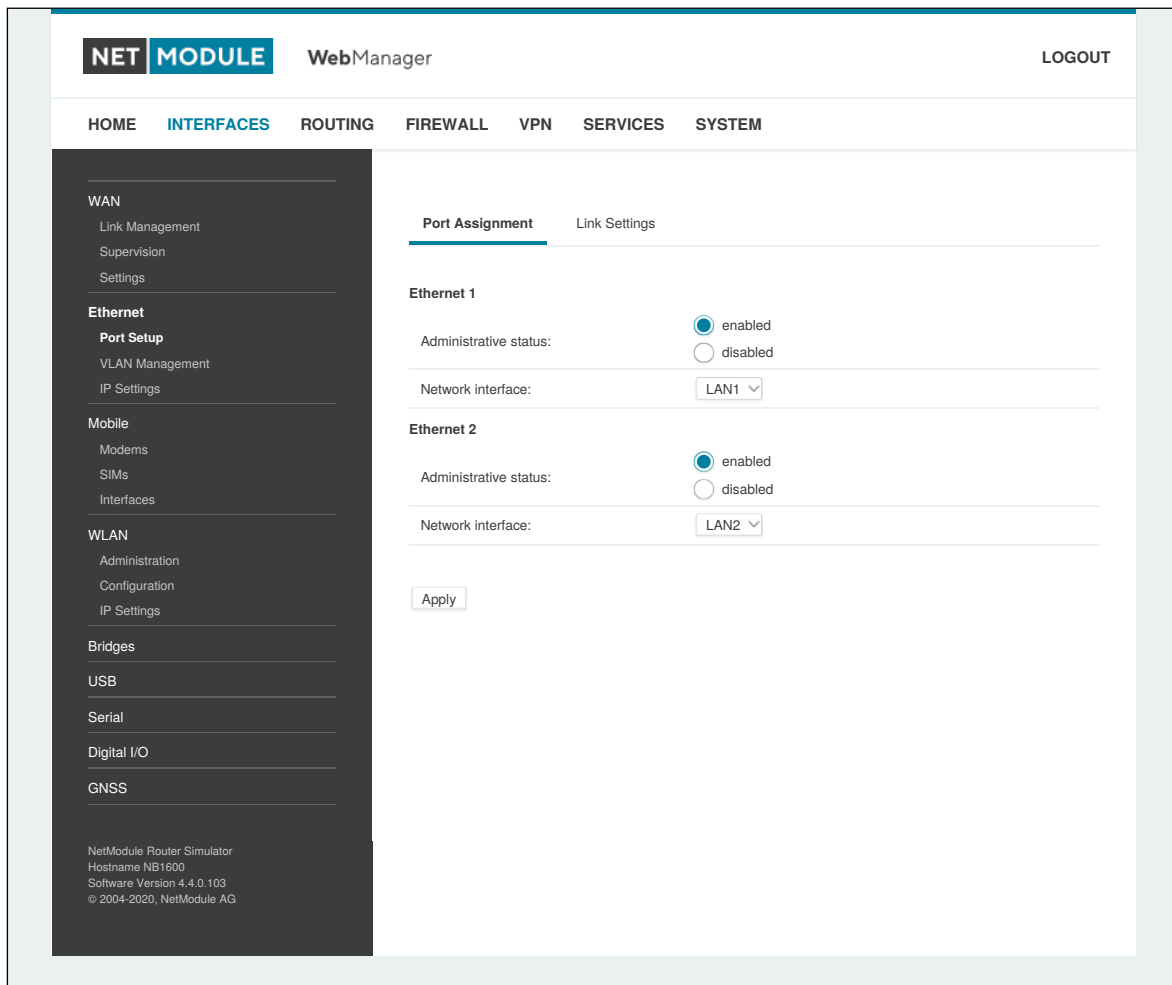 NET MODULE WebManager LOGOUT
HOME INTERFACES ROUTING FIREWALL VPN SERVICES SYSTEM
WAN
Link Management
Supervision
Settings
Ethernet
Port Setup
VLAN Management
IP Settings
Mobile
Modems
SIMs
Interfaces
WLAN
Administration
Configuration
IP Settings
Bridges
USB
Serial
Digital I/O
GNSS
NetModule Router Simulator
Hostname NB1600
Software Version 4.4.0.103
© 2004-2020, NetModule AG
Port Assignment Link Settings
Ethernet 1
Administrative status:
enabled
disabled
Network interface: LAN1
Ethernet 2
Administrative status:
enabled
disabled
Network interface: LAN2
Apply